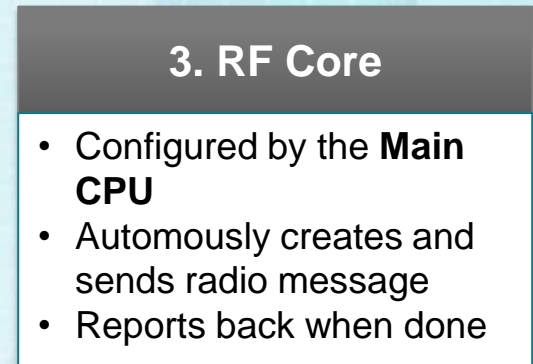 3. RF Core
• Configured by the Main
CPU
• Automously creates and
sends radio message
• Reports back when done